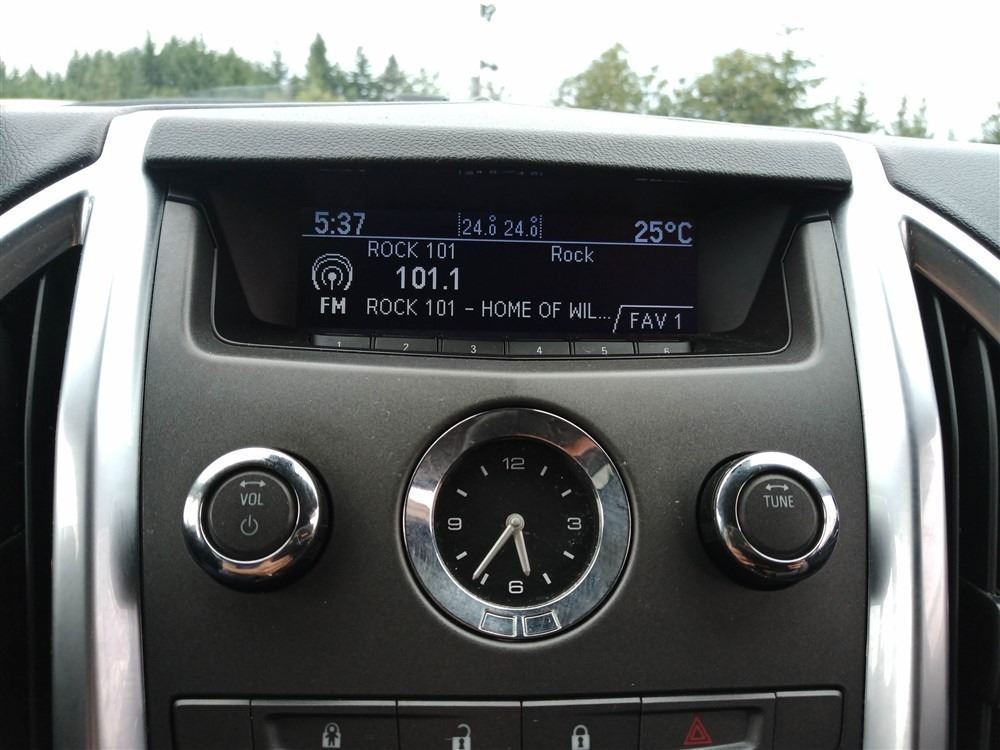 5:37 24.0 24.0 25°C
ROCK 101 Rock
101.1
FM ROCK 101 - HOME OF WIL... FAV 1
1 2 3 4 5 6
VOL
TUNE
12
9 3
6